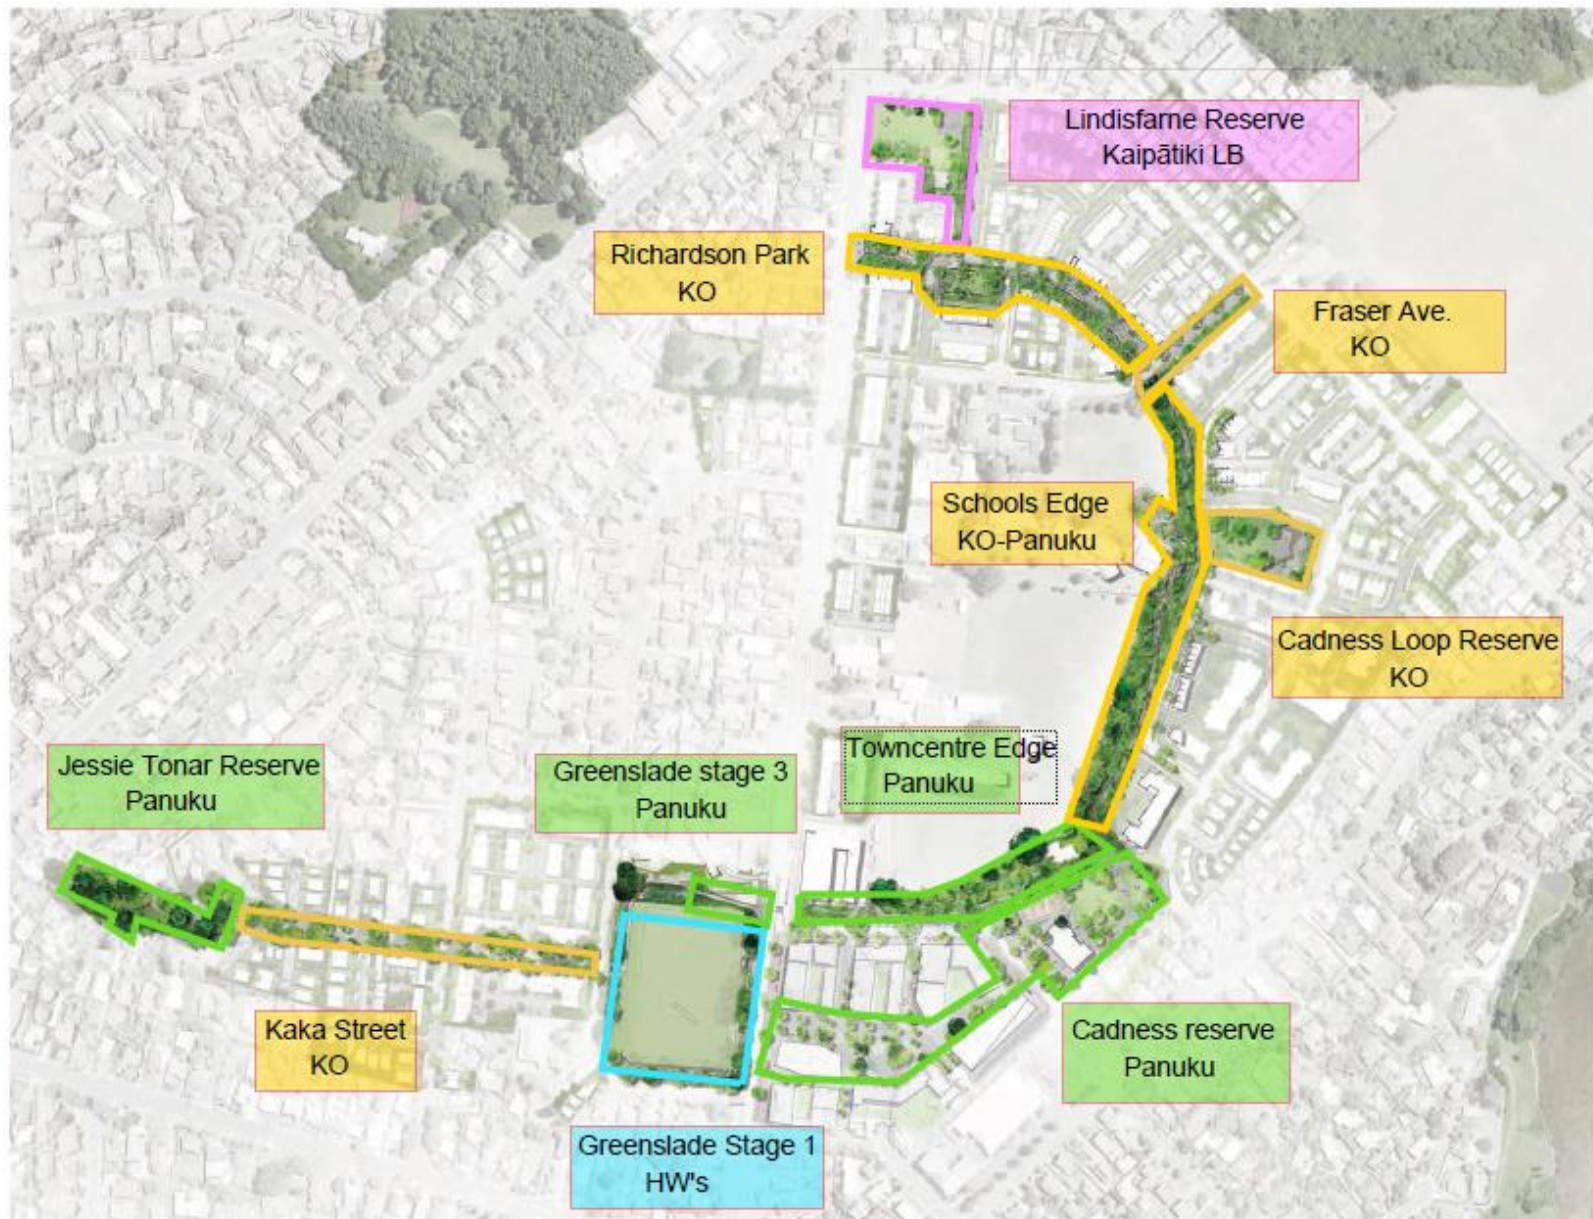 Lindisfarne Reserve
Kaipātiki LB
Richardson Park
KO
Fraser Ave.
KO
Schools Edge
KO-Panuku
Cadness Loop Reserve
KO
Jessie Tonar Reserve
Panuku
Greenslade stage 3
Panuku
Towncentre Edge
Panuku
Kaka Street
KO
Cadness reserve
Panuku
Greenslade Stage 1
HW's